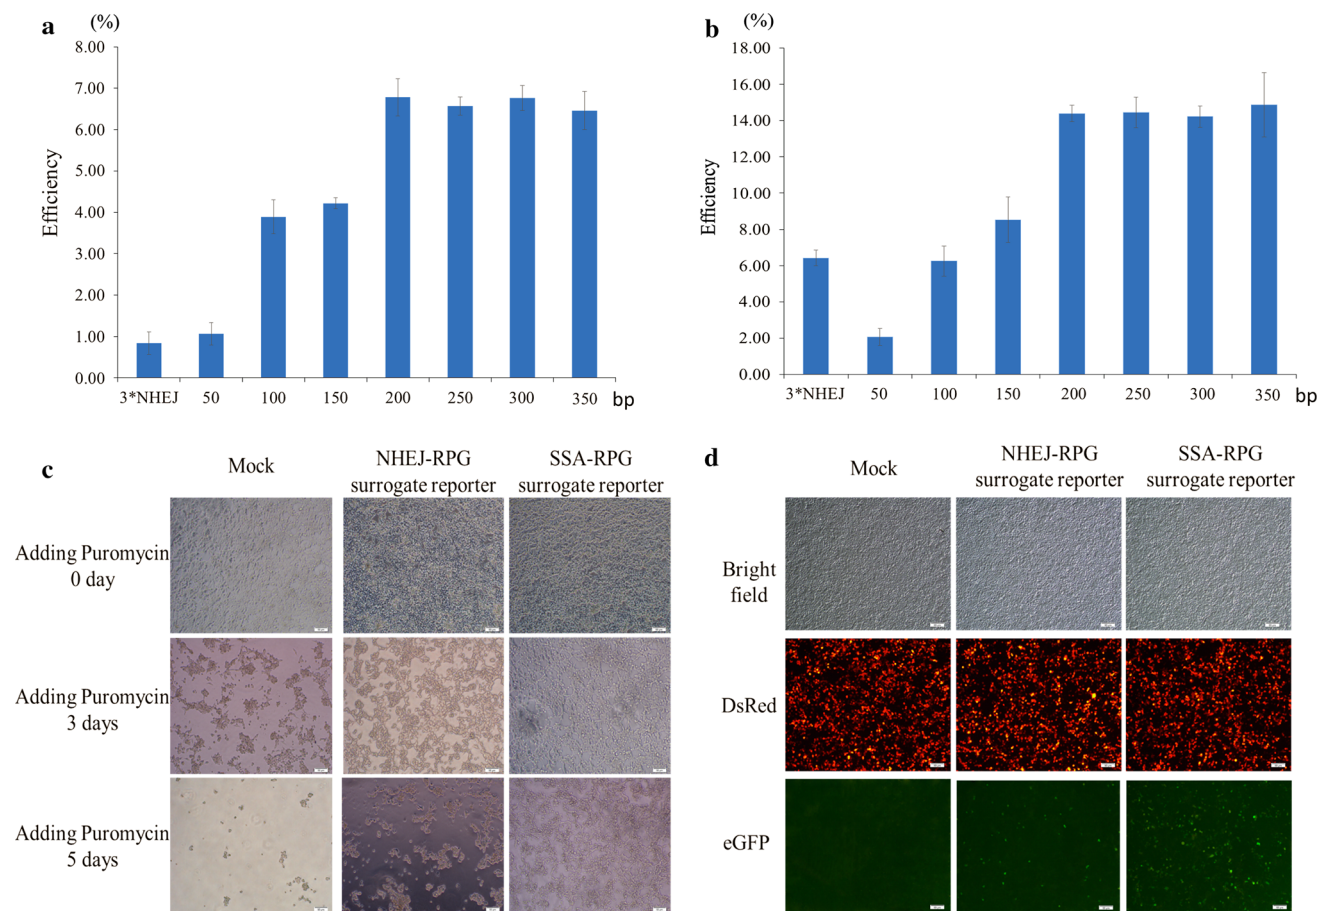 a
(%)
8.00
7.00
6.00
5.00
4.00
3.00
2.00
1.00
0.00
Efficiency
3*NHEJ 50 100 150 200 250 300 350 bp
b
(%)
18.00
16.00
14.00
12.00
10.00
8.00
6.00
4.00
2.00
0.00
Efficiency
3*NHEJ 50 100 150 200 250 300 350 bp
c
Mock
NHEJ-RPG
surrogate reporter
SSA-RPG
surrogate reporter
Adding Puromycin
0 day
Adding Puromycin
3 days
Adding Puromycin
5 days
d
Mock
NHEJ-RPG
surrogate reporter
SSA-RPG
surrogate reporter
Bright
field
DsRed
eGFP